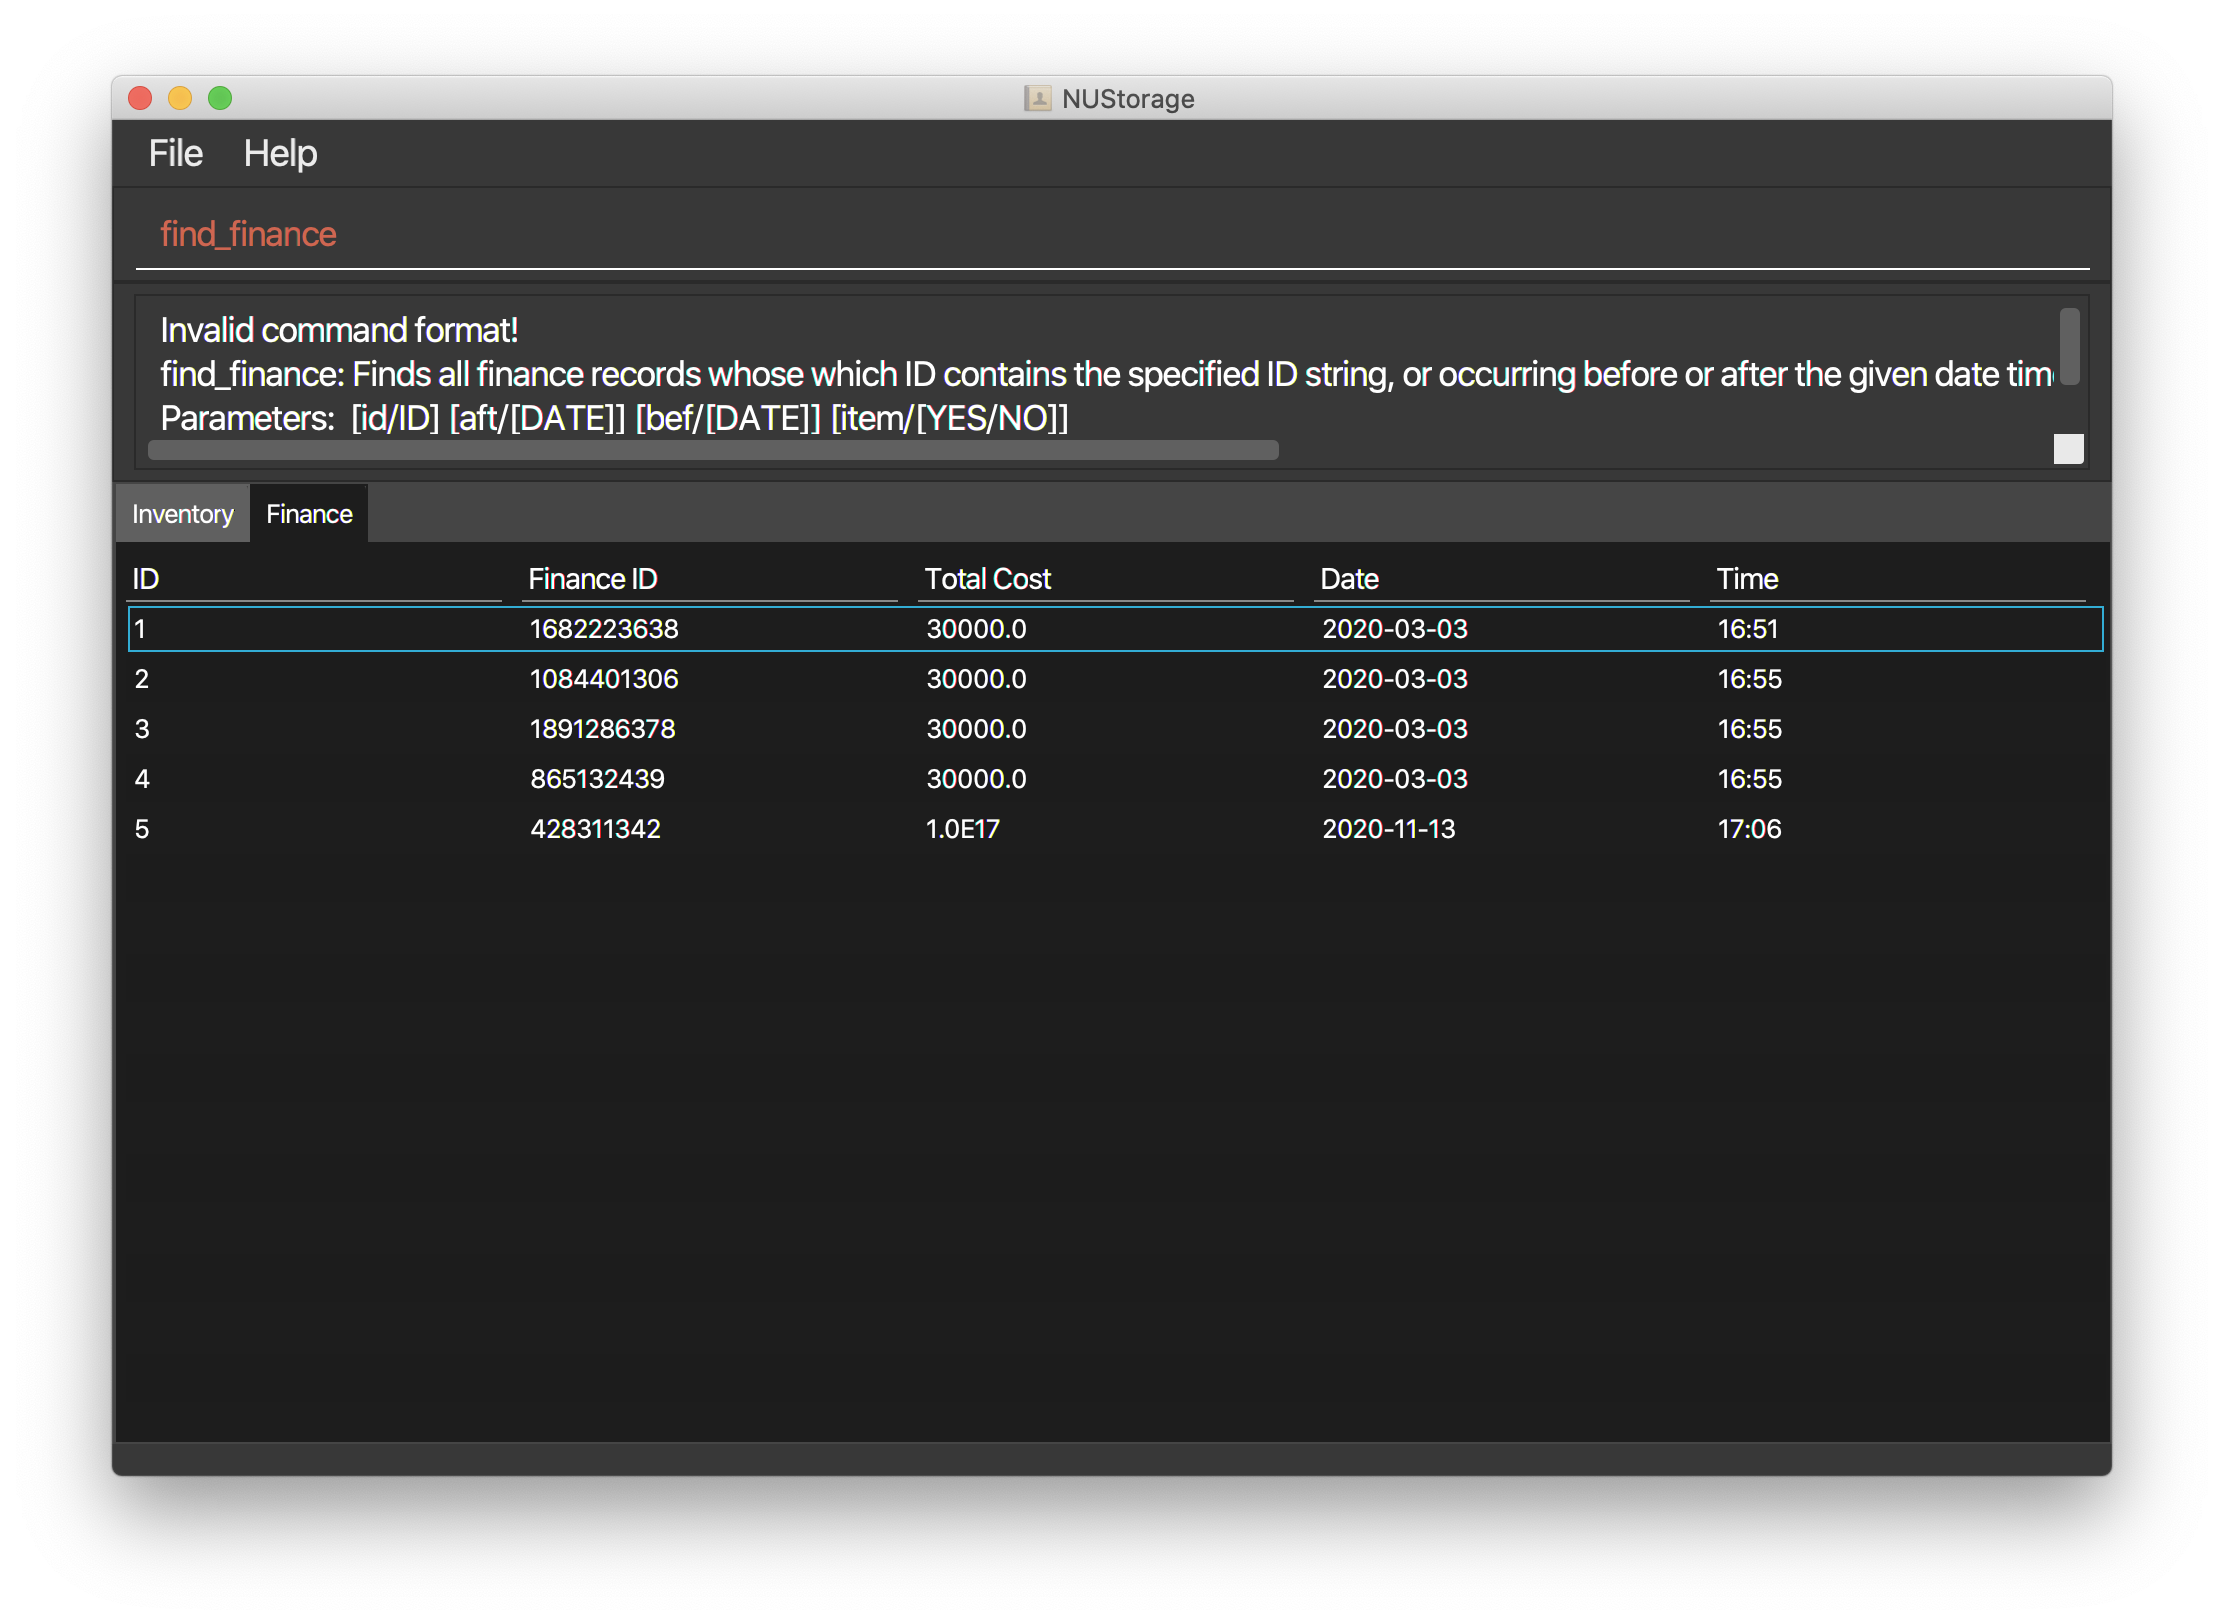 NUStorage
File Help
find_finance
Invalid command format!
find_finance: Finds all finance records whose which ID contains the specified ID string, or occurring before or after the given date
Parameters:  [id/ID] [aft/[DATE]] [bef/[DATE]] [item/[YES/NO]]
Inventory Finance
ID Finance ID Total Cost Date Time
1 1682223638 30000.0 2020-03-03 16:51
2 1084401306 30000.0 2020-03-03 16:55
3 1891286378 30000.0 2020-03-03 16:55
4 865132439 30000.0 2020-03-03 16:55
5 428311342 1.0E17 2020-11-13 17:06